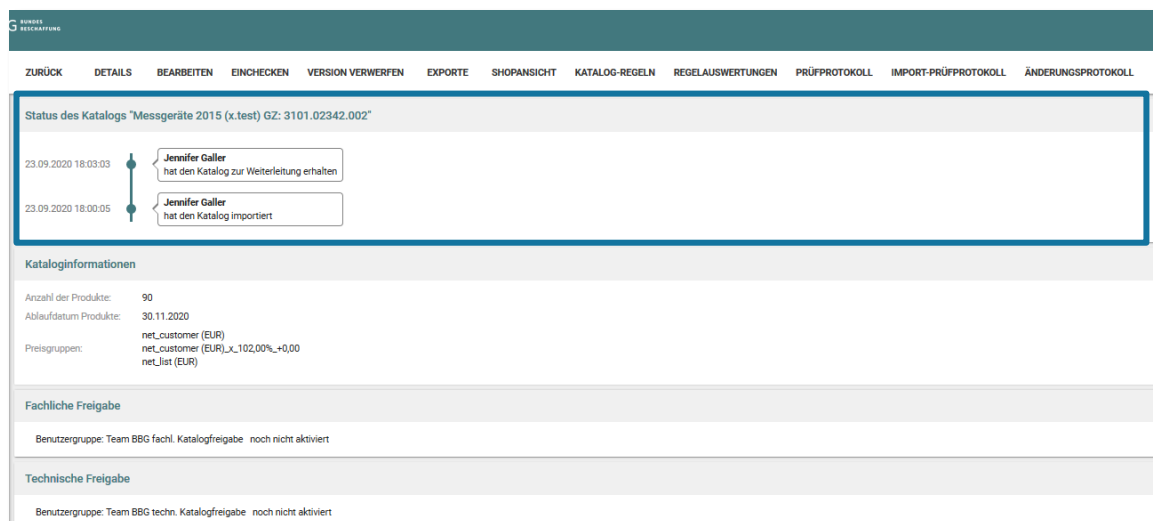 G BUNDES
BESCHAFFUNG
ZURÜCK DETAILS BEARBEITEN EINCHECKEN VERSION VERWERFEN EXPORTE SHOPANSICHT KATALOG-REGELN REGELAUSWERTUNGEN PRÜFPROTOKOLL IMPORT-PRÜFPROTOKOLL ÄNDERUNGSPROTOKOLL
Status des Katalogs "Messgeräte 2015 (x.test) GZ: 3101.02342.002"
23.09.2020 18:03:03 Jennifer Galler
hat den Katalog zur Weiterleitung erhalten
23.09.2020 18:00:05 Jennifer Galler
hat den Katalog importiert
Kataloginformationen
Anzahl der Produkte: 90
Ablaufdatum Produkte: 30.11.2020
Preisgruppen: net_customer (EUR)
net_customer (EUR)_x_102,00%_+0,00
net_list (EUR)
Fachliche Freigabe
Benutzergruppe: Team BBG fachl. Katalogfreigabe noch nicht aktiviert
Technische Freigabe
Benutzergruppe: Team BBG techn. Katalogfreigabe noch nicht aktiviert